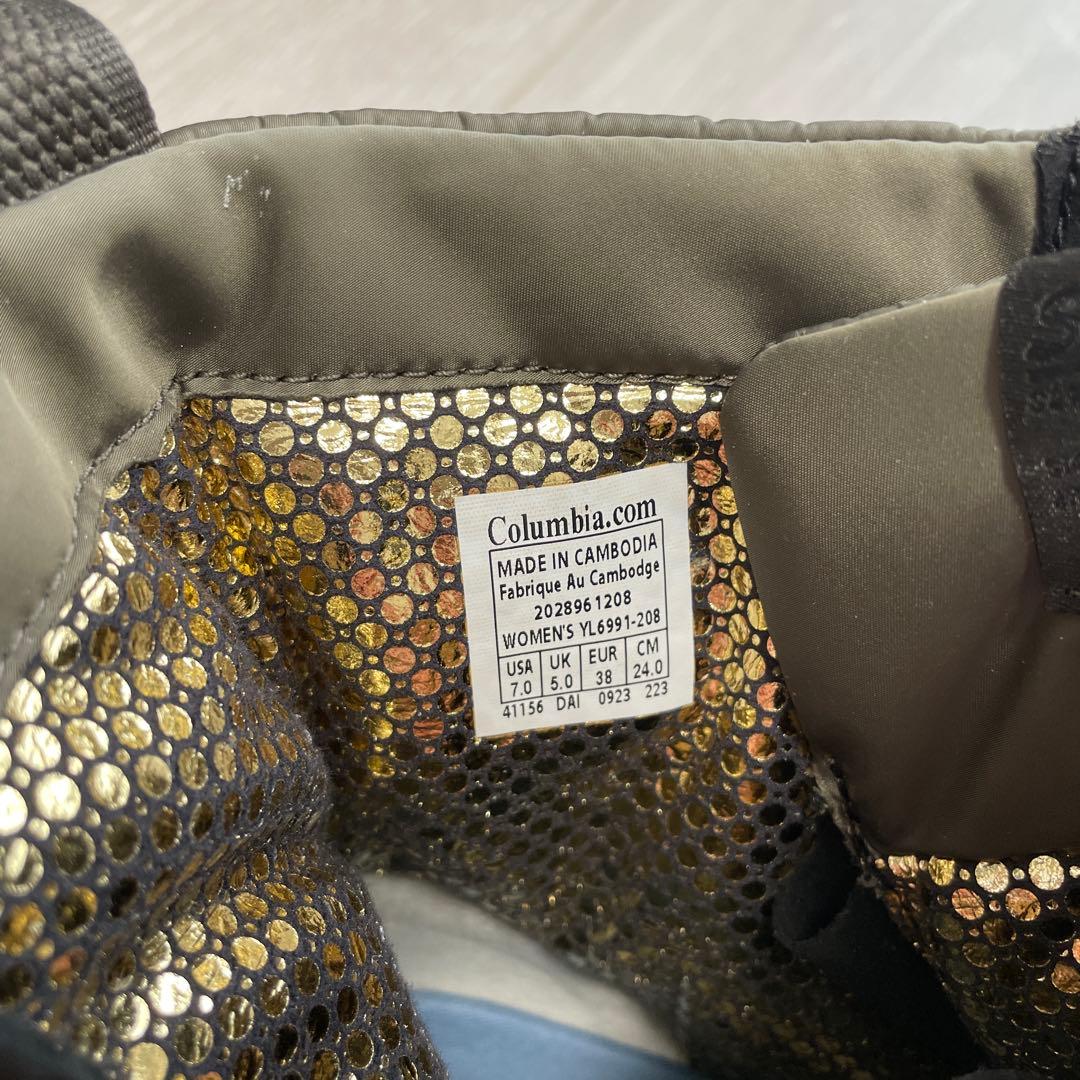 Columbia.com
MADE IN CAMBODIA
Fabrique Au Cambodge
2028961208
WOMEN'S YL6991-208
USA UK EUR CM
7.0 5.0 38 24.0
41156 DAI 0923 223